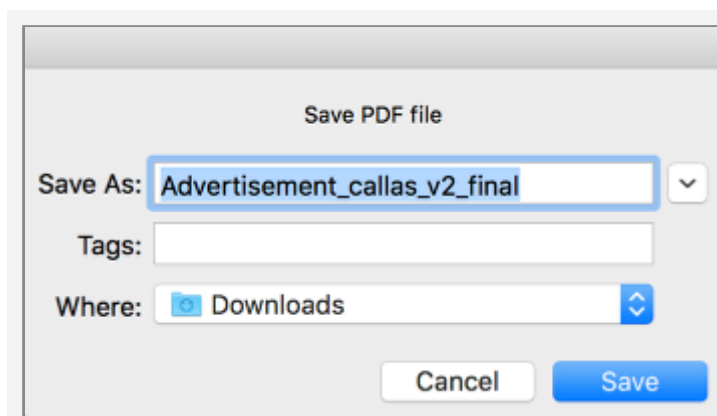 Save PDF file
Save As: Advertisement_callas_v2_final
Tags:
Where: Downloads
Cancel Save